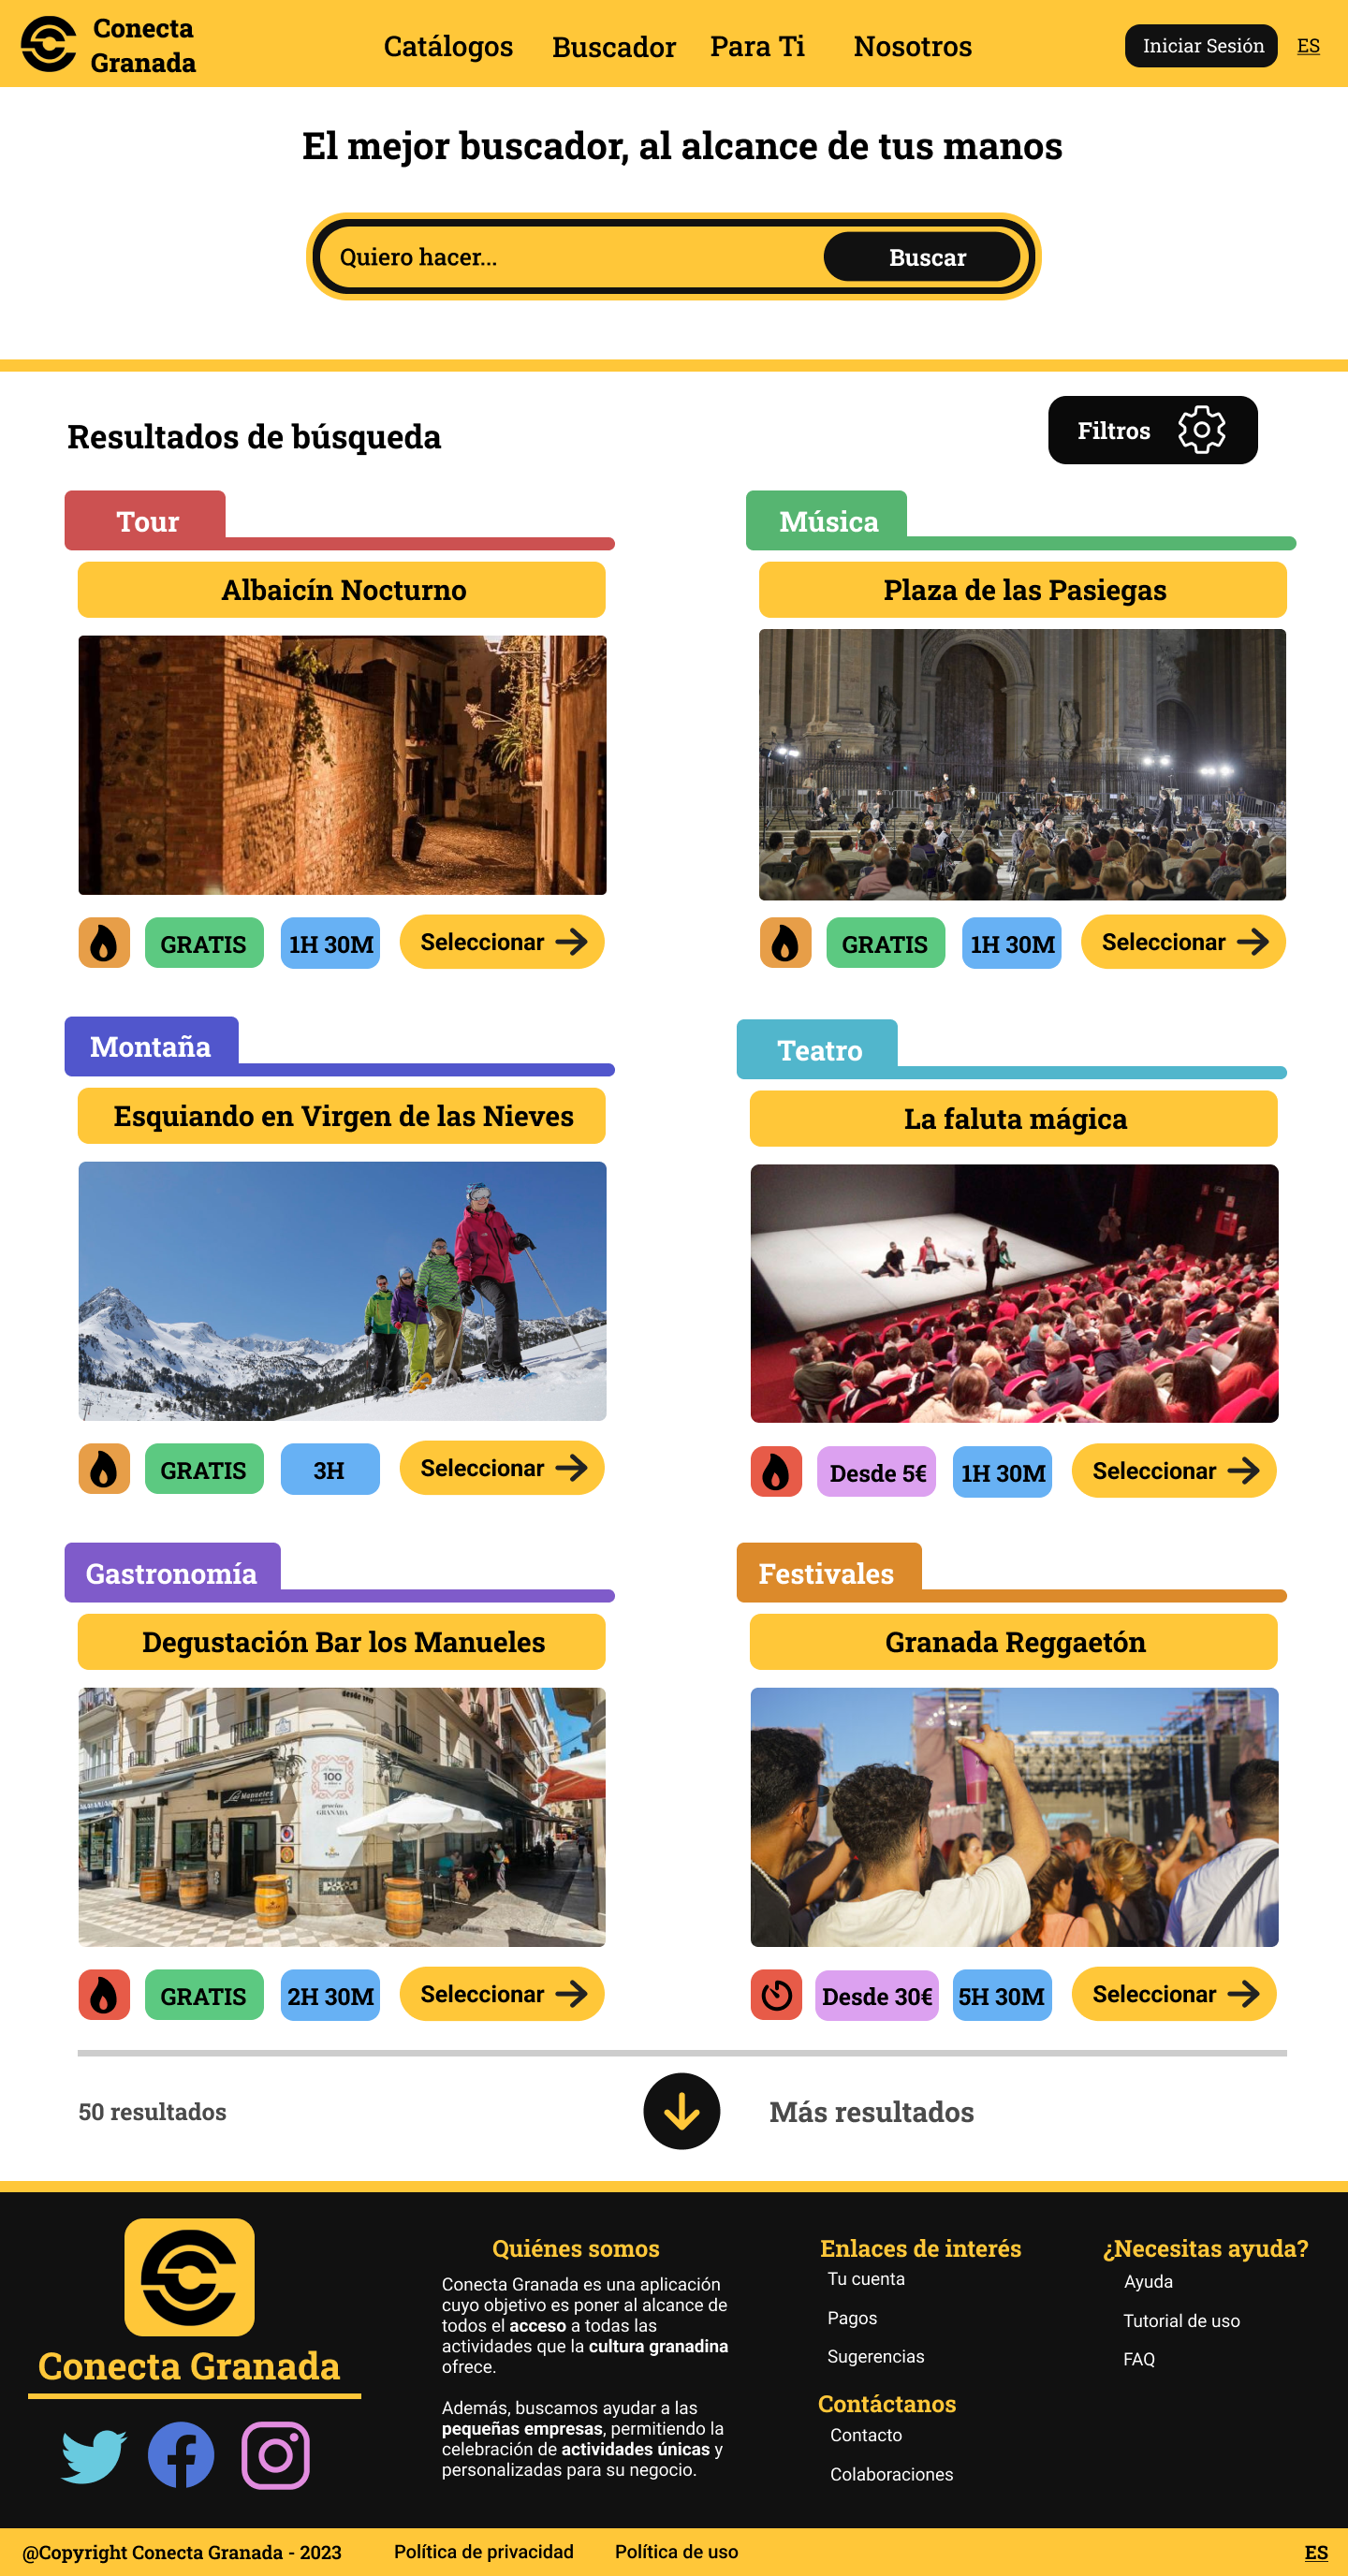 Conecta
Granada
Catálogos
Buscador
Para Ti
Nosotros
Iniciar Sesión
ES
El mejor buscador, al alcance de tus manos
Quiero hacer...
Buscar
Resultados de búsqueda
Filtros
Tour
Albaicín Nocturno
GRATIS
1H 30M
Seleccionar
Música
Plaza de las Pasiegas
GRATIS
1H 30M
Seleccionar
Montaña
Esquiando en Virgen de las Nieves
GRATIS
3H
Seleccionar
Teatro
La faluta mágica
Desde 5€
1H 30M
Seleccionar
Gastronomía
Degustación Bar los Manueles
desde 1917
100
GRANADA
Los Manueles
GRATIS
2H 30M
Seleccionar
Festivales
Granada Reggaetón
Desde 30€
5H 30M
Seleccionar
50 resultados
Más resultados
Conecta Granada
Quiénes somos
Conecta Granada es una aplicación
cuyo objetivo es poner al alcance de
todos el acceso a todas las
actividades que la cultura granadina
ofrece.
Además, buscamos ayudar a las
pequeñas empresas, permitiendo la
celebración de actividades únicas y
personalizadas para su negocio.
Enlaces de interés
Tu cuenta
Pagos
Sugerencias
Contáctanos
Contacto
Colaboraciones
¿Necesitas ayuda?
Ayuda
Tutorial de uso
FAQ
@Copyright Conecta Granada - 2023
Política de privacidad
Política de uso
ES